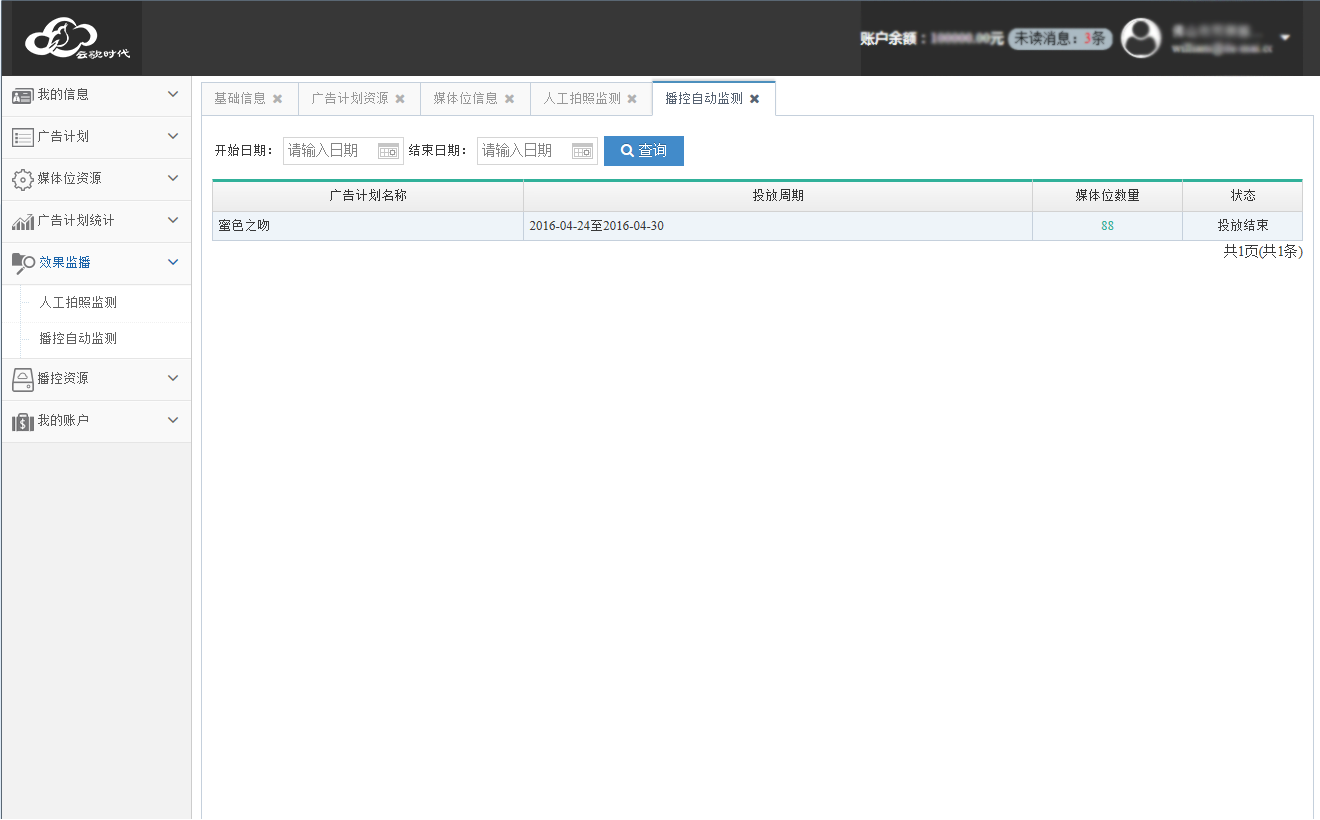 云歌时代
账户余额：100000.00元 未读消息：3条
我的信息
广告计划
媒体位资源
广告计划统计
效果监播
人工拍照监测
播控自动监测
播控资源
我的账户
基础信息 广告计划资源 媒体位信息 人工拍照监测 播控自动监测
开始日期： 请输入日期 结束日期： 请输入日期 查询
广告计划名称 投放周期 媒体位数量 状态
蜜色之吻 2016-04-24至2016-04-30 88 投放结束
共1页(共1条)